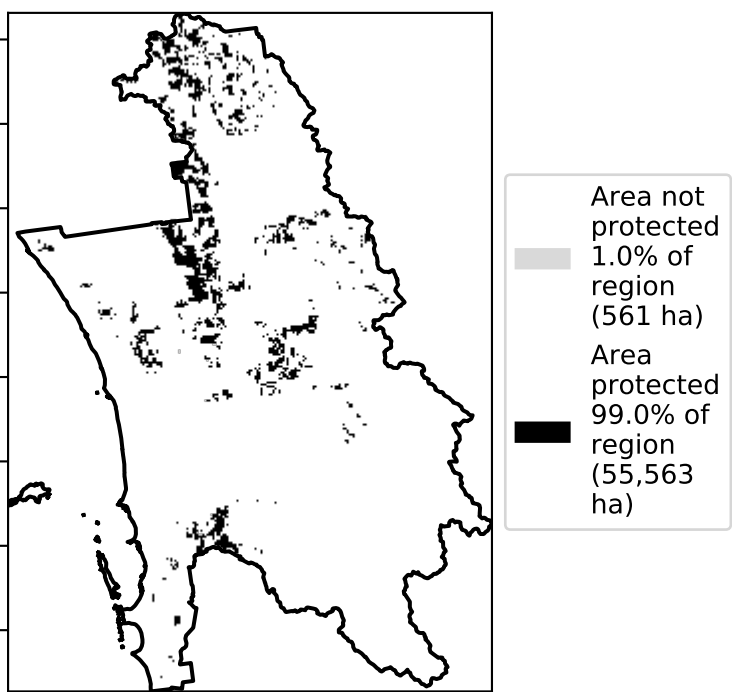 Area not
protected
1.0% of
region
(561 ha)
Area
protected
99.0% of
region
(55,563
ha)